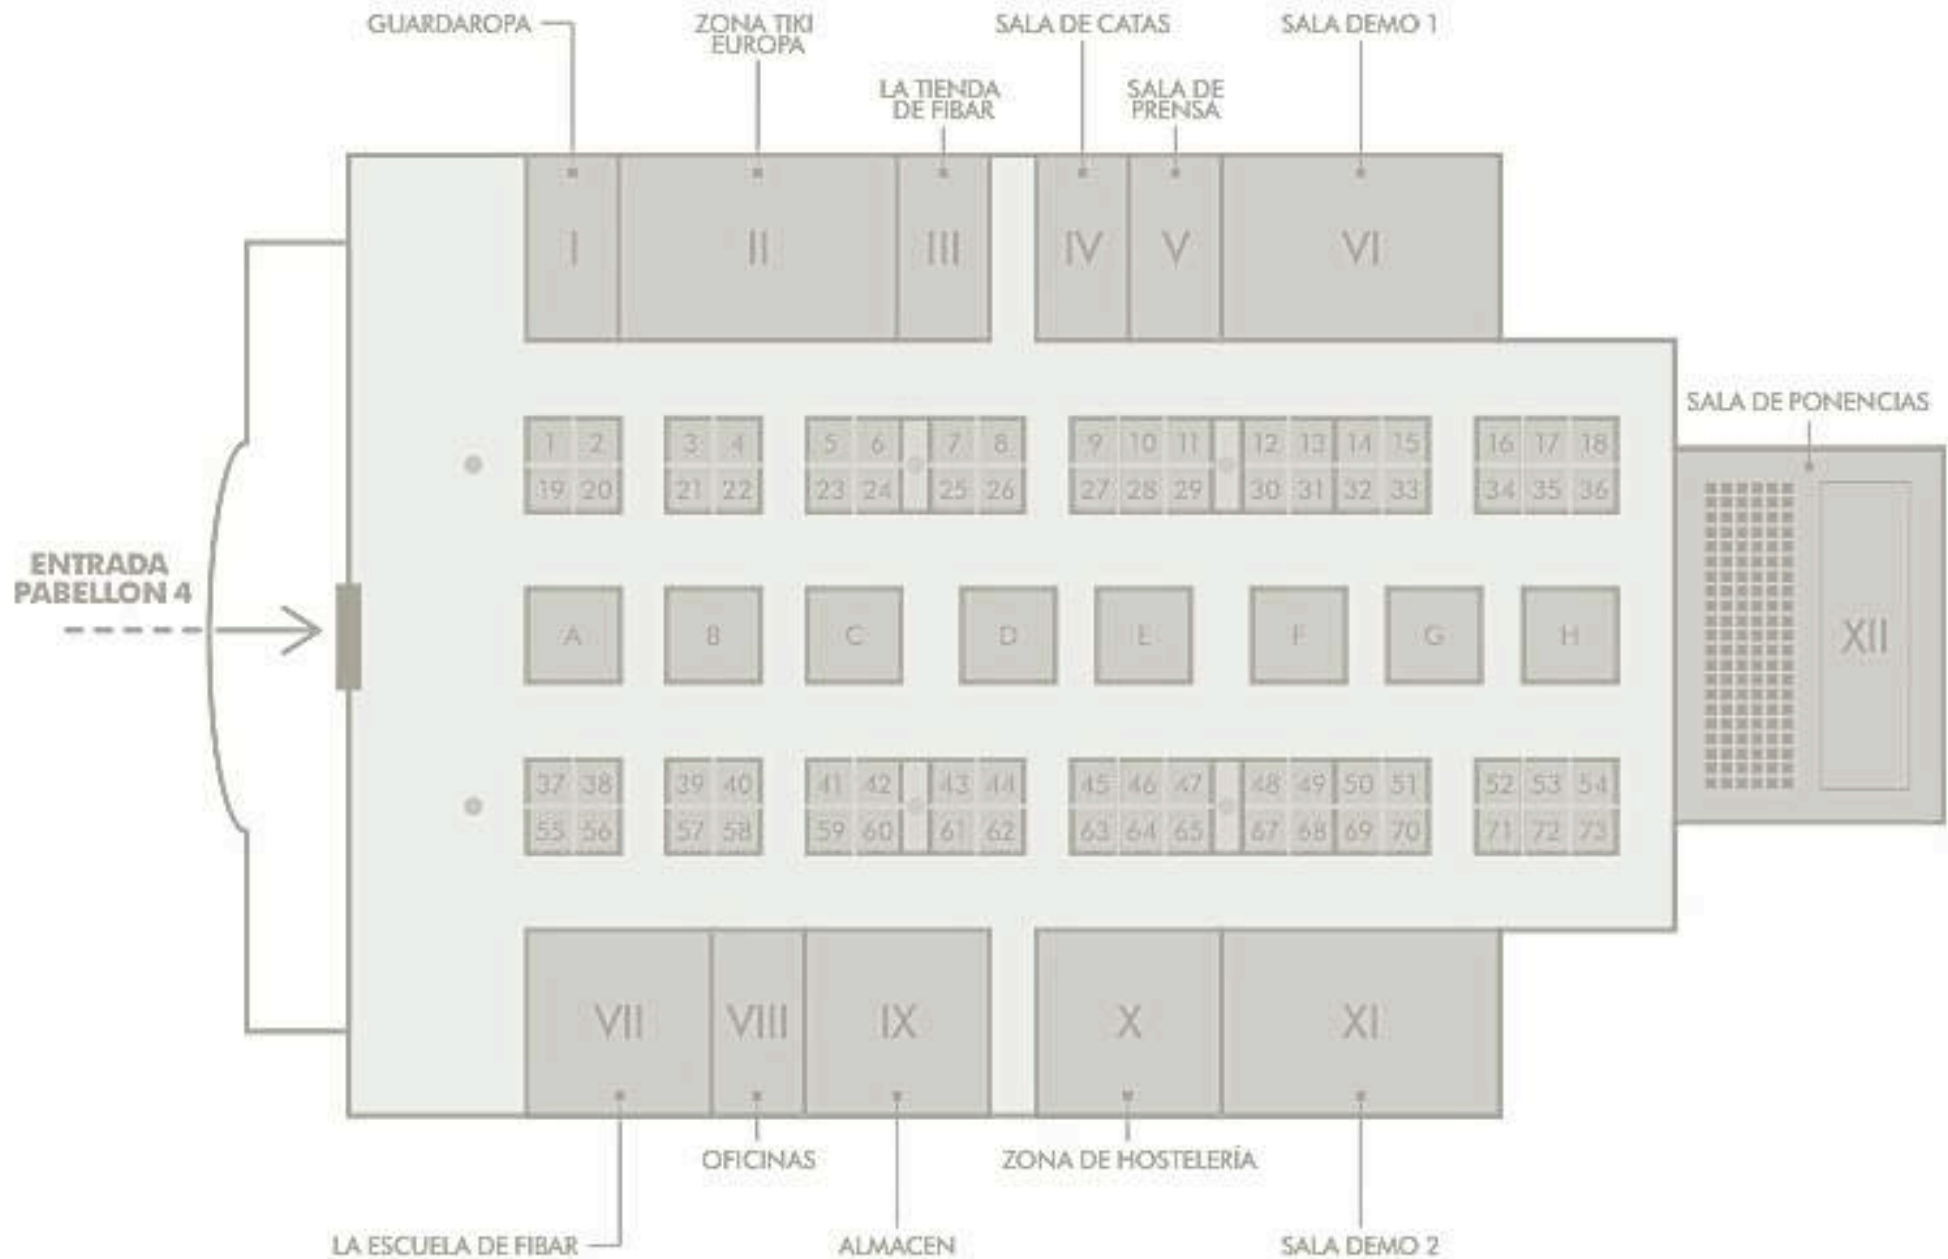 GUARDAROPA
ZONA TIKI
EUROPA
SALA DE CATAS
SALA DEMO 1
LA TIENDA
DE FIBAR
SALA DE
PRENSA
I
II
III
IV
V
VI
SALA DE PONENCIAS
1 2 3 4 5 6 7 8 9 10 11 12 13 14 15 16 17 18
19 20 21 22 23 24 25 26 27 28 29 30 31 32 33 34 35 36
ENTRADA
PABELLON 4
A B C D E F G H
XII
37 38 39 40 41 42 43 44 45 46 47 48 49 50 51 52 53 54
55 56 57 58 59 60 61 62 63 64 65 67 68 69 70 71 72 73
VII
VIII
IX
X
XI
OFICINAS
ZONA DE HOSTELERÍA
LA ESCUELA DE FIBAR
ALMACEN
SALA DEMO 2